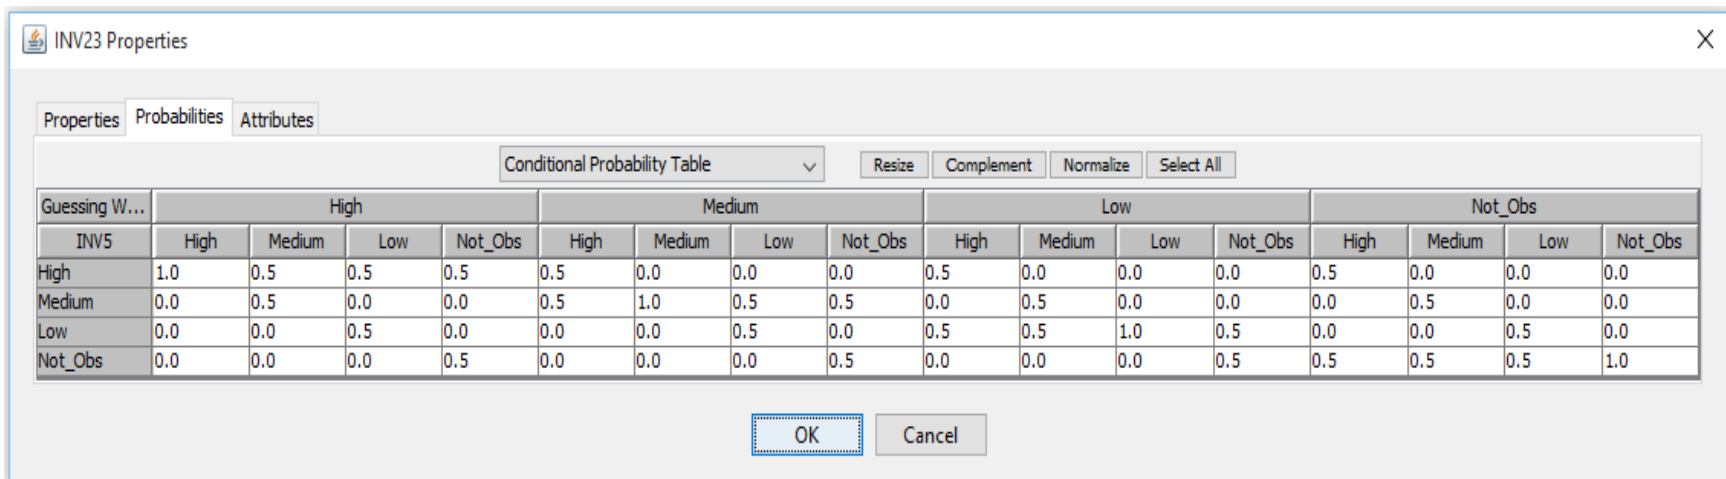 INV23 Properties
Properties Probabilities Attributes
Conditional Probability Table Resize Complement Normalize Select All
Guessing W... High Medium Low Not_Obs
INV5 High Medium Low Not_Obs High Medium Low Not_Obs High Medium Low Not_Obs High Medium Low Not_Obs
High 1.0 0.5 0.5 0.5 0.5 0.0 0.0 0.0 0.5 0.0 0.0 0.0 0.5 0.0 0.0 0.0
Medium 0.0 0.5 0.0 0.0 0.5 1.0 0.5 0.5 0.0 0.5 0.0 0.0 0.0 0.5 0.0 0.0
Low 0.0 0.0 0.5 0.0 0.0 0.0 0.5 0.0 0.5 0.5 1.0 0.5 0.0 0.0 0.5 0.0
Not_Obs 0.0 0.0 0.0 0.5 0.0 0.0 0.0 0.5 0.0 0.0 0.0 0.5 0.5 0.5 0.5 1.0
OK Cancel